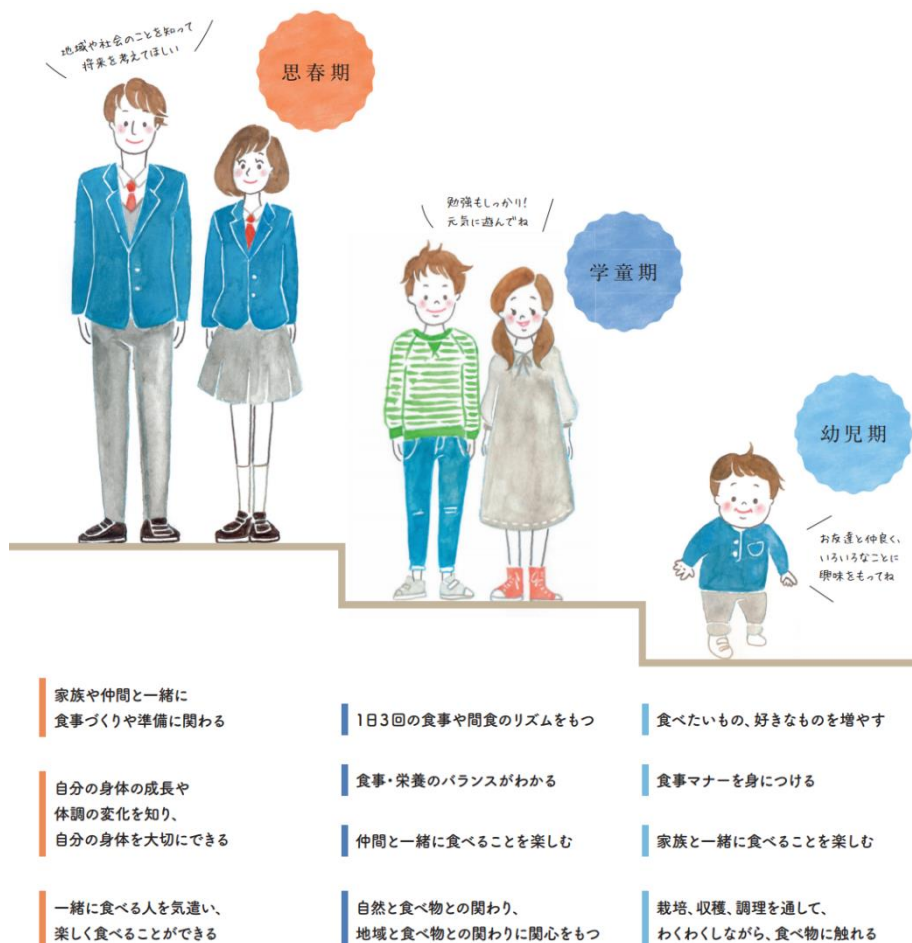 地域や社会のことを知って
将来を考えてほしい
思春期
勉強もしっかり!
元気に遊んでね
学童期
幼児期
お友達と仲良く、
いろいろなことに
興味をもってね
家族や仲間と一緒に
食事づくりや準備に関わる
自分の身体の成長や
体調の変化を知り、
自分の身体を大切にできる
一緒に食べる人を気遣い、
楽しく食べることができる
1日3回の食事や間食のリズムをもつ
食事・栄養のバランスがわかる
仲間と一緒に食べることを楽しむ
自然と食べ物との関わり、
地域と食べ物との関わりに関心をもつ
食べたいもの、好きなものを増やす
食事マナーを身につける
家族と一緒に食べることを楽しむ
栽培、収穫、調理を通して、
わくわくしながら、食べ物に触れる